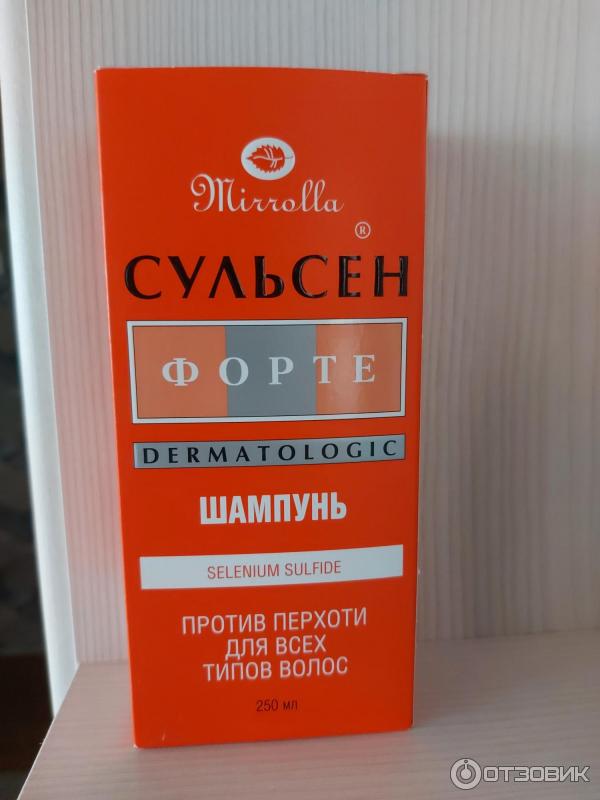 Mirrolla
®
СУЛЬСЕН
ФОРТЕ
DERMATOLOGIC
ШАМПУНЬ
SELENIUM SULFIDE
ПРОТИВ ПЕРХОТИ
ДЛЯ ВСЕХ
ТИПОВ ВОЛОС
250 мл
ОТЗОВИК